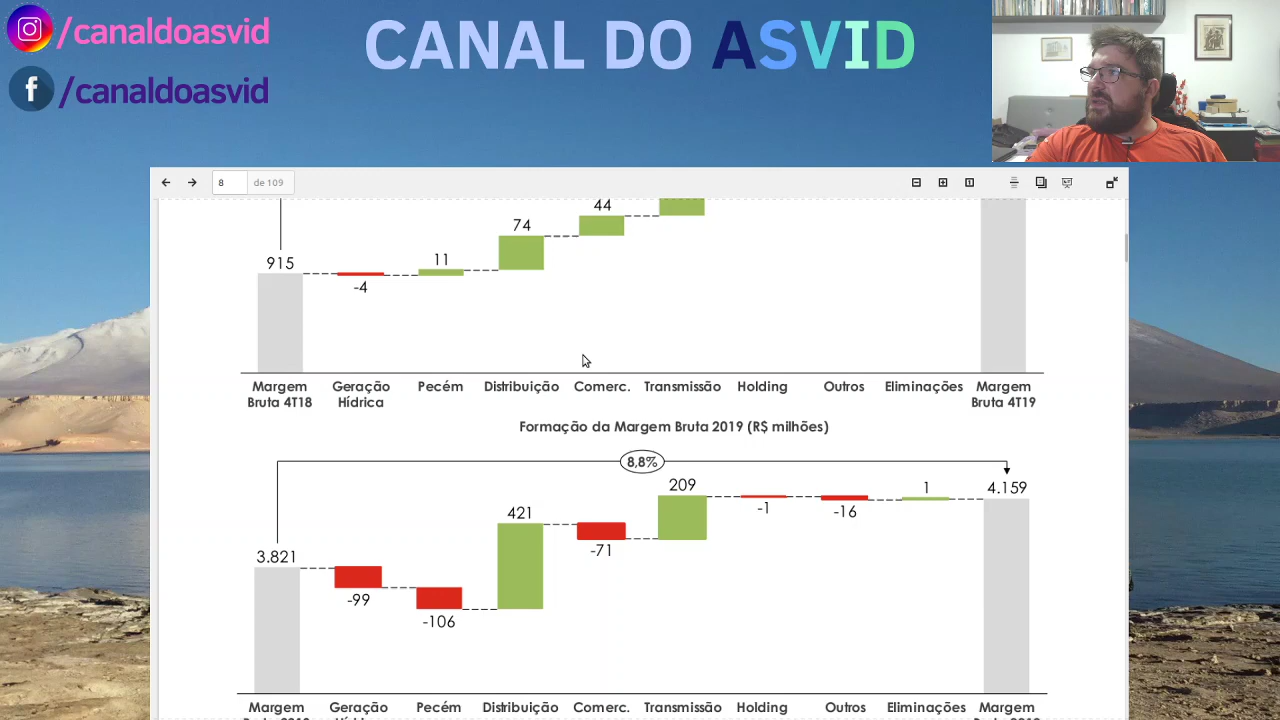 /canaldoasvid
CANAL DO ASVID
f /canaldoasvid
8 de 109
44
74
11
915
-4
Margem Bruta 4T18
Geração Hídrica
Pecém
Distribuição
Comerc.
Transmissão
Holding
Outros
Eliminações
Margem Bruta 4T19
Formação da Margem Bruta 2019 (R$ milhões)
8,8%
209
1
4.159
421
-1
-16
-71
3.821
-99
-106
Margem
Geração
Pecém
Distribuição
Comerc.
Transmissão
Holding
Outros
Eliminações
Margem